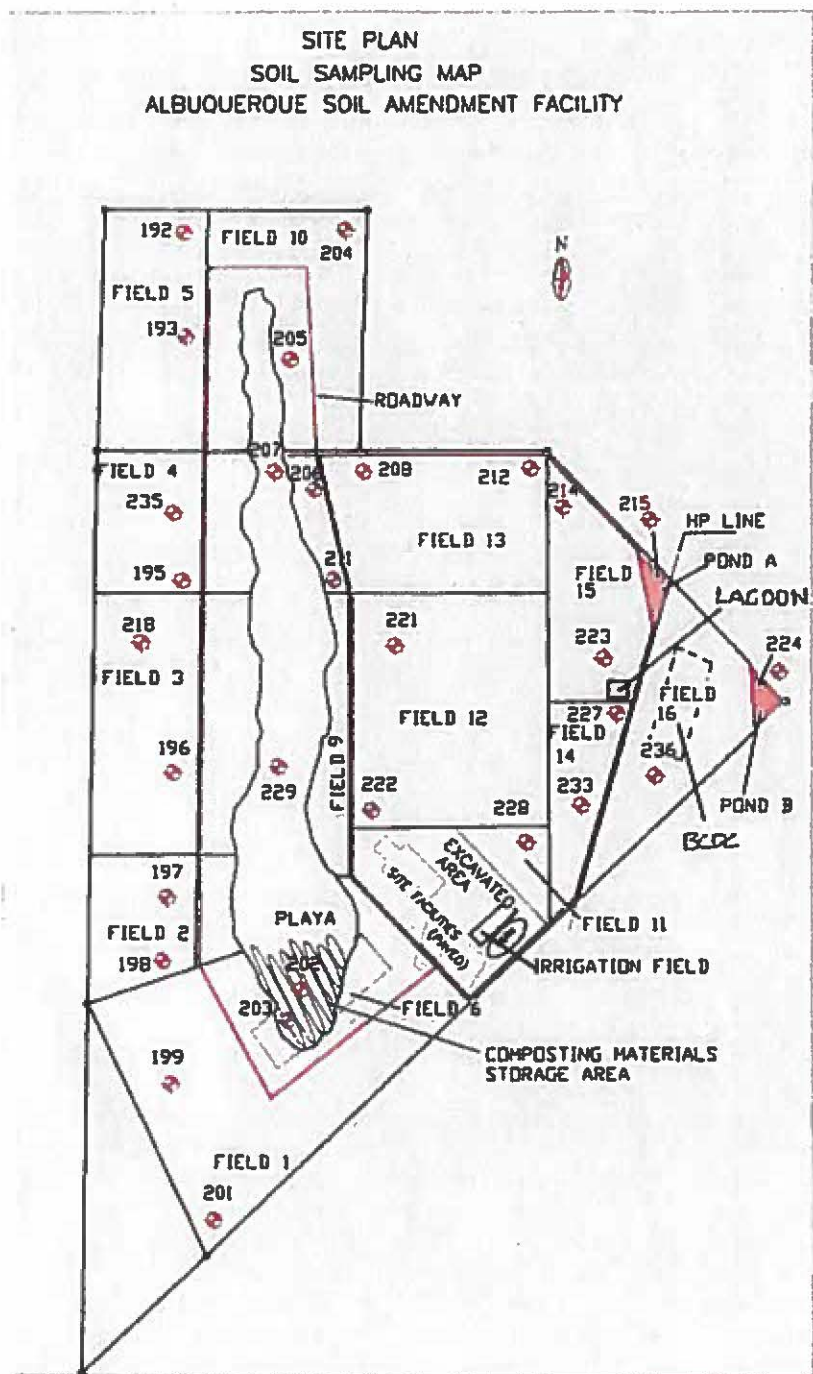 SITE PLAN
SOIL SAMPLING MAP
ALBUQUERQUE SOIL AMENDMENT FACILITY
192
FIELD 10
204
N
FIELD 5
193
205
ROADWAY
207
206
208
212
FIELD 4
235
214
215
HP LINE
FIELD 13
POND A
195
211
FIELD
15
LAGOON
218
221
223
224
FIELD 3
FIELD
16
FIELD 12
227
FIELD
14
196
229
FIELD 9
222
233
236
POND B
228
BCDC
197
EXCAVATED
AREA
SITE FACILITIES
(AWCO)
PLAYA
FIELD 2
FIELD 11
198
IRRIGATION FIELD
202
203
FIELD 6
COMPOSTING MATERIALS
STORAGE AREA
199
FIELD 1
201